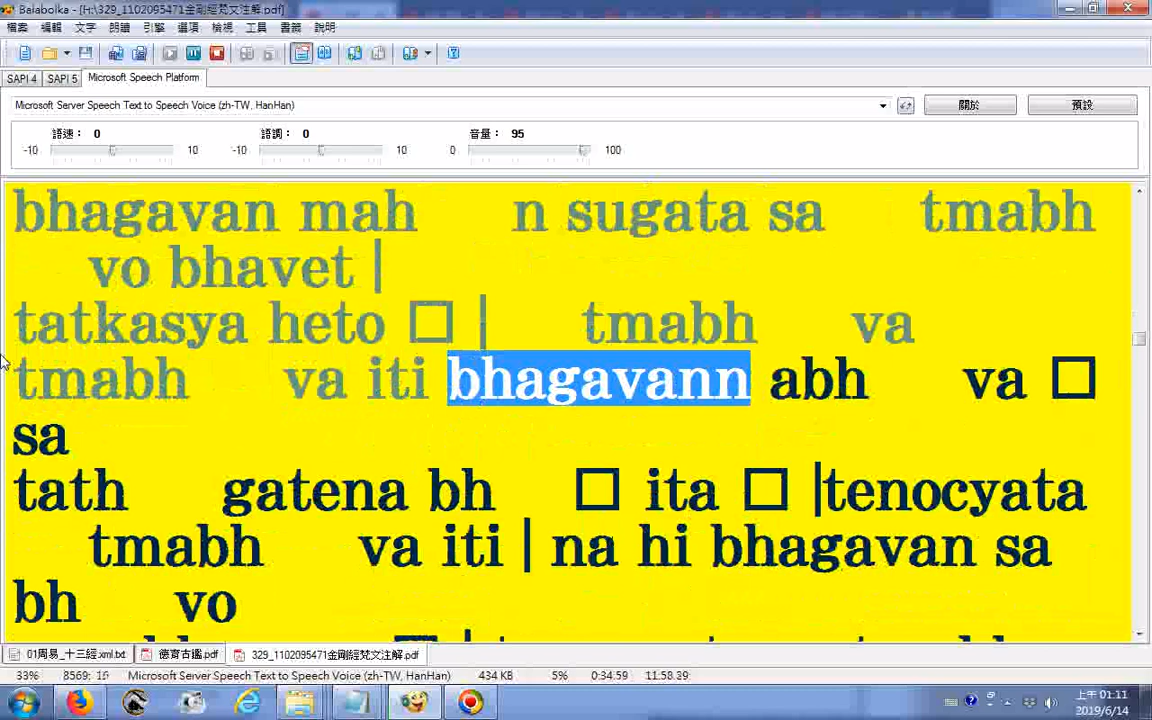 Balabolka - [H:\329_1102095471金剛經梵文注解.pdf]
檔案 編輯 文字 朗讀 引擎 選項 檢視 工具 書籤 說明
SAPI 4 SAPI 5 Microsoft Speech Platform
Microsoft Server Speech Text to Speech Voice (zh-TW, HanHan) 關於 預設
語速： 0 語調： 0 音量： 95
-10 10 -10 10 0 100
bhagavan mah n sugata sa tmabh
vo bhavet |
tatkasya heto □ | tmabh va
tmabh va iti bhagavann abh va □
sa
tath gatena bh □ ita □ |tenocyata
tmabh va iti | na hi bhagavan sa
bh vo
01周易_十三經.xml.txt 德育古鑑.pdf 329_1102095471金剛經梵文注解.pdf
33% 8569: 15 Microsoft Server Speech Text to Speech Voice (zh-TW, HanHan) 434 KB 5% 0:34:59 11:58:39
上午 01:11
2019/6/14